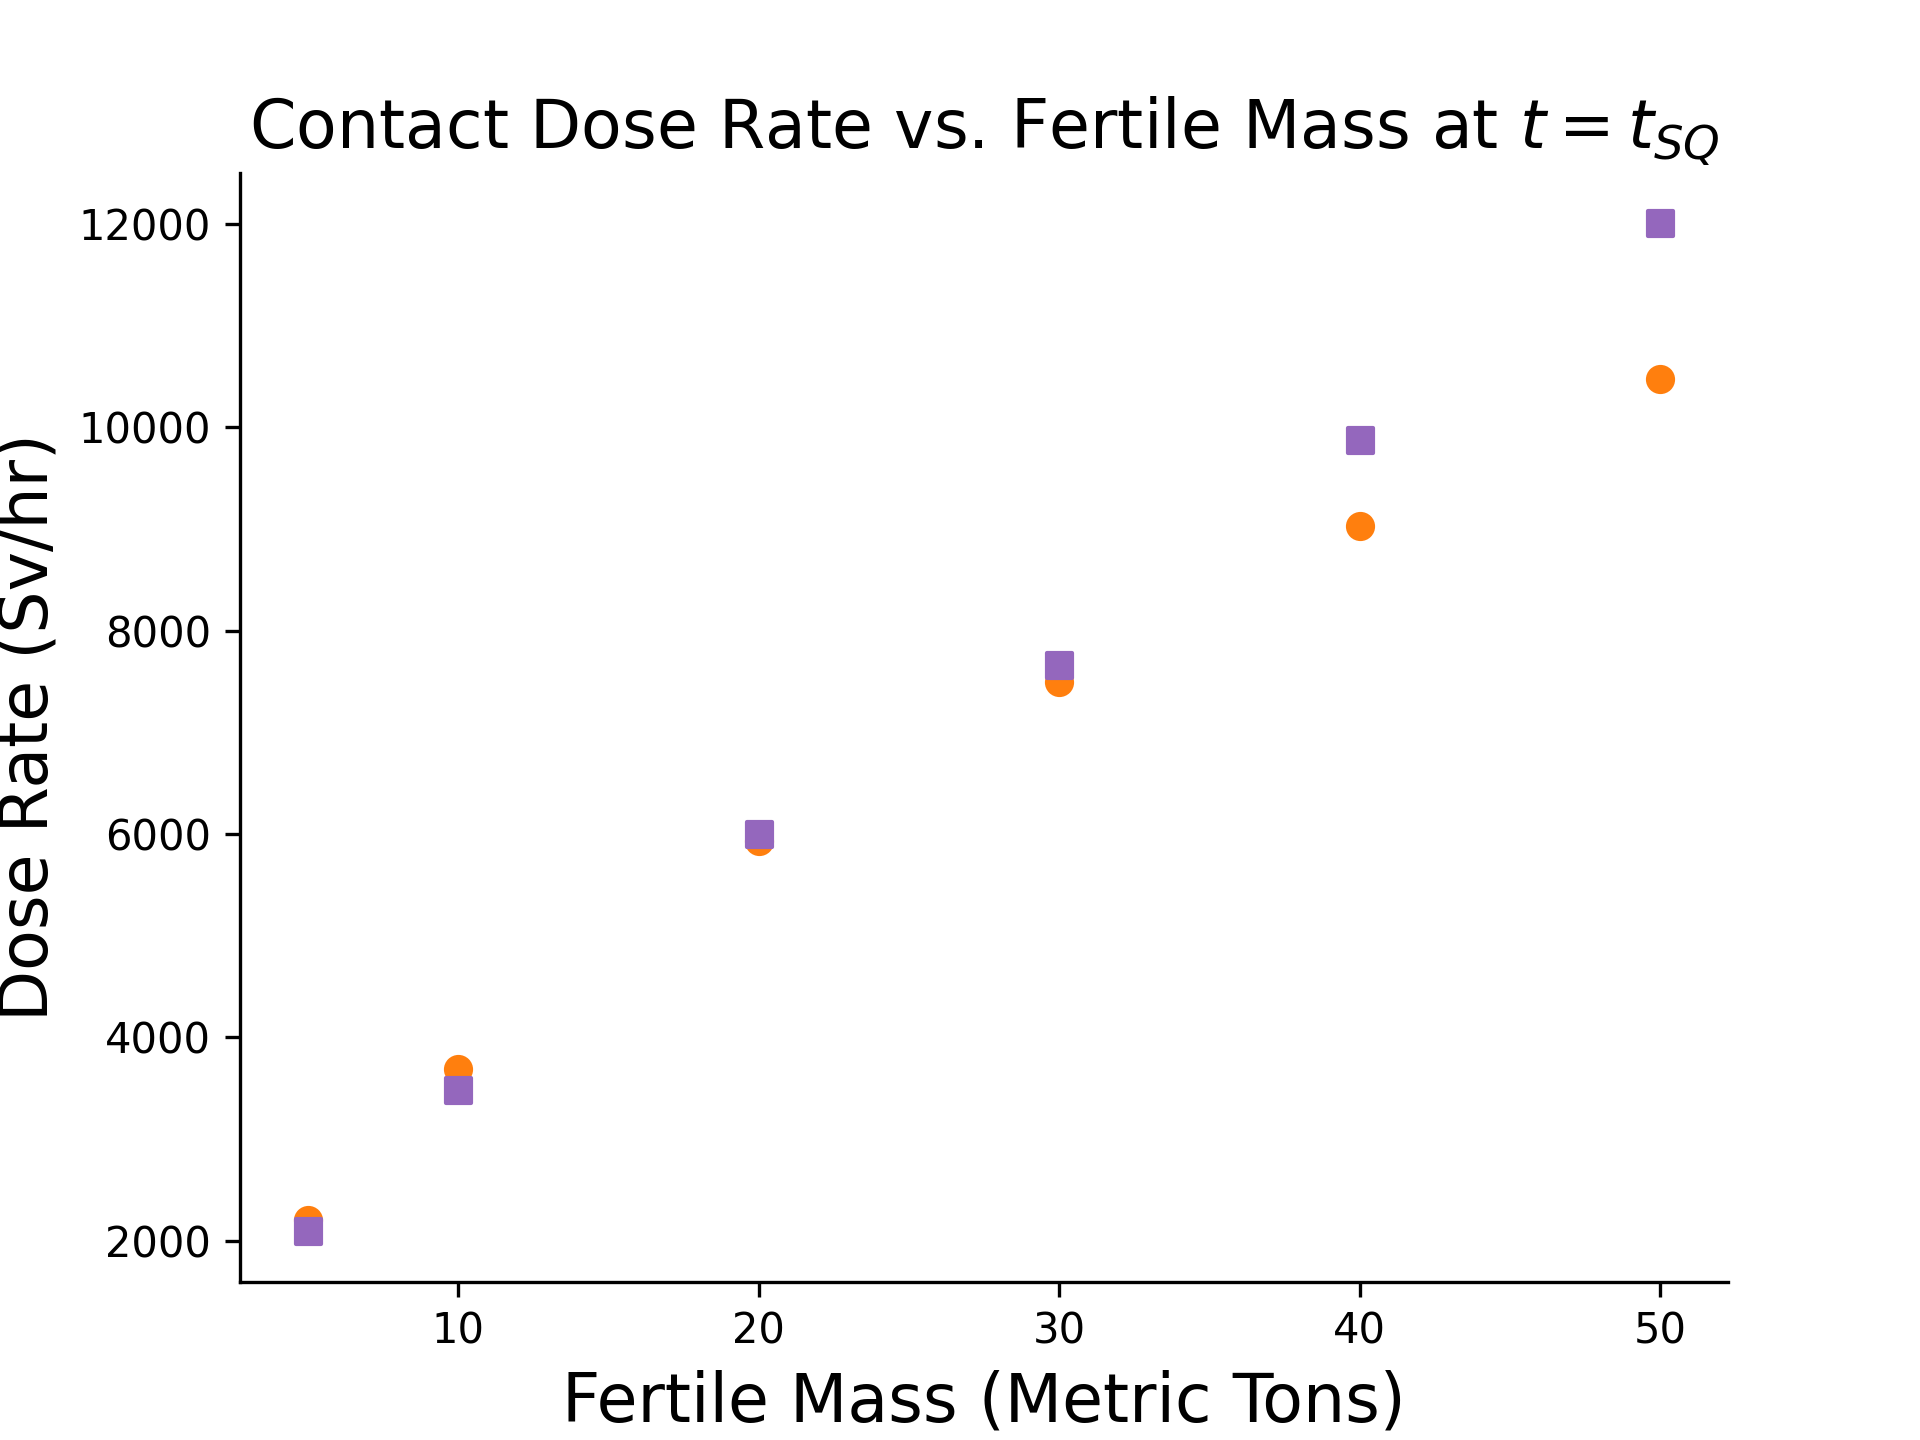 Contact Dose Rate vs. Fertile Mass at t = t_SQ
12000
10000
8000
6000
4000
2000
Dose Rate (Sv/hr)
10 20 30 40 50
Fertile Mass (Metric Tons)